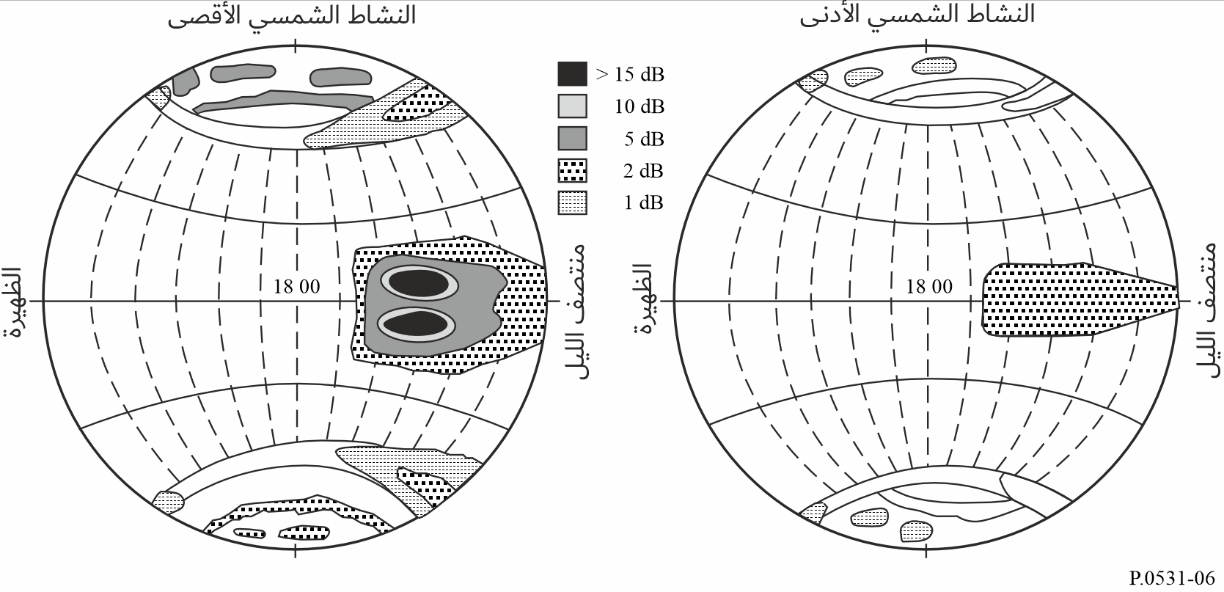 النشاط الشمسي الأقصى
النشاط الشمسي الأدنى
> 15 dB
10 dB
5 dB
2 dB
1 dB
الظهيرة
18 00
منتصف الليل
الظهيرة
18 00
منتصف الليل
P.0531-06